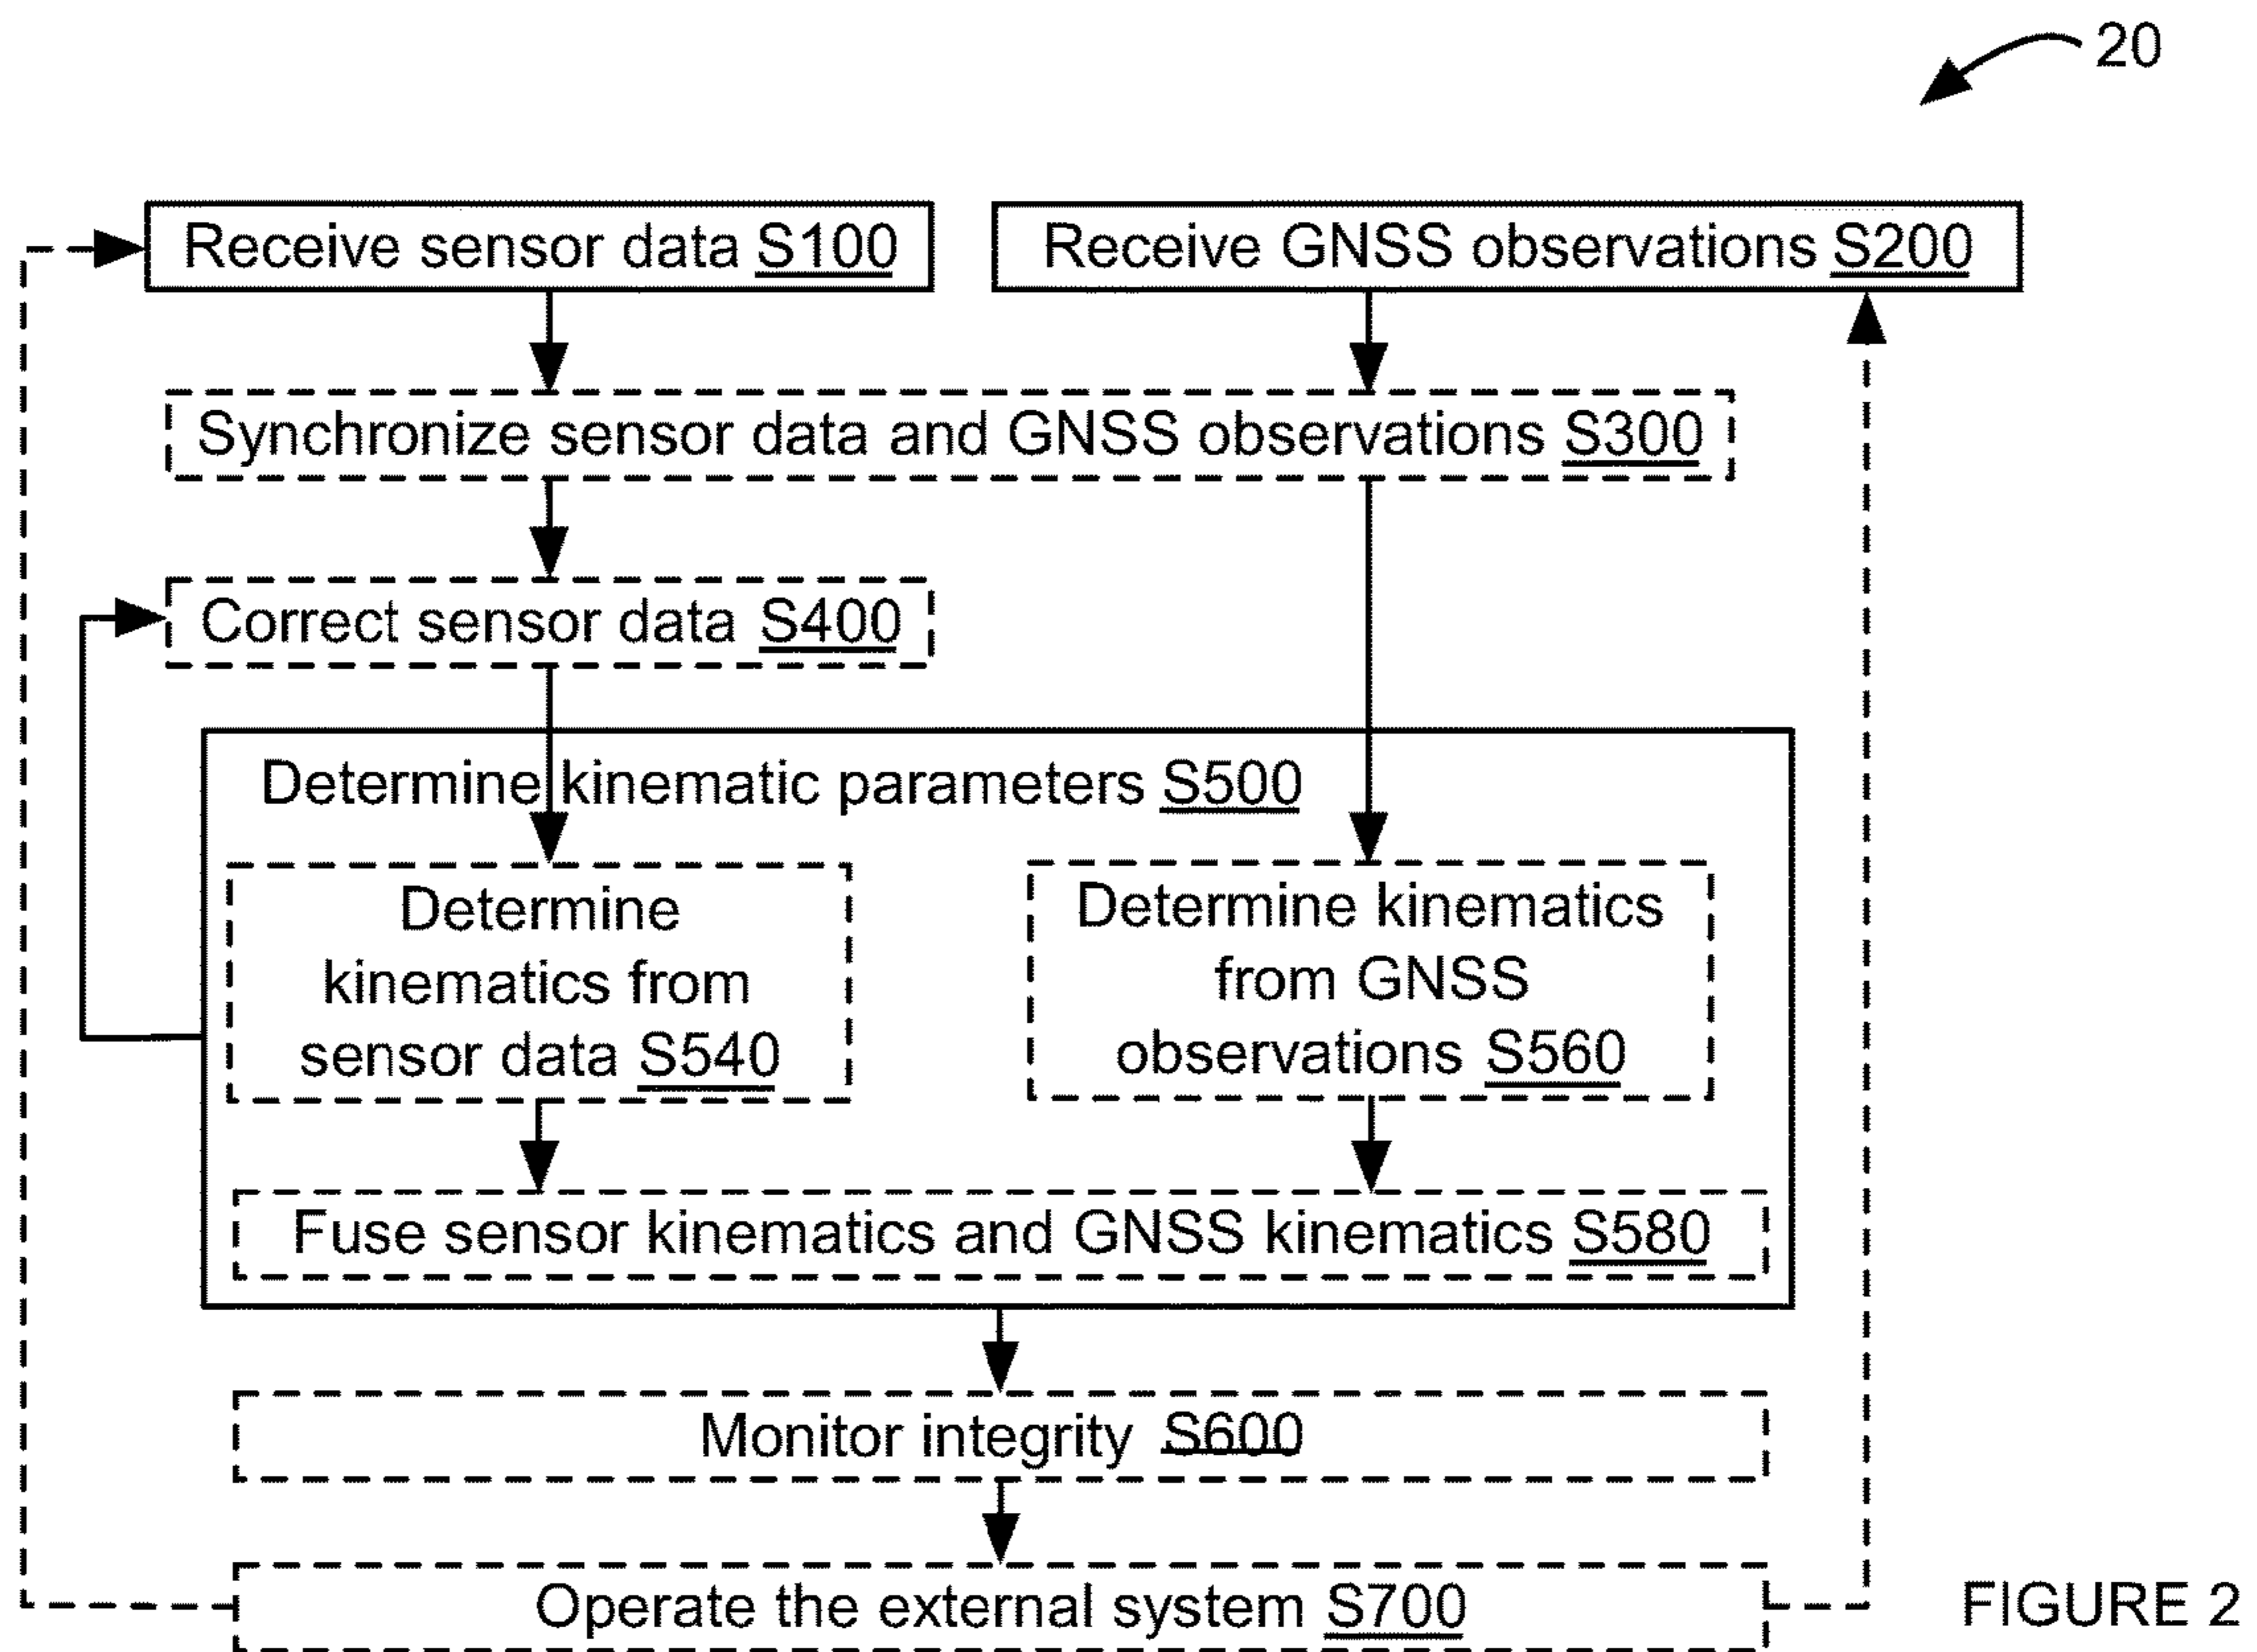 20
Receive sensor data S100
Receive GNSS observations S200
Synchronize sensor data and GNSS observations S300
Correct sensor data S400
Determine kinematic parameters S500
Determine
kinematics from
sensor data S540
Determine kinematics
from GNSS
observations S560
Fuse sensor kinematics and GNSS kinematics S580
Monitor integrity S600
Operate the external system S700
FIGURE 2